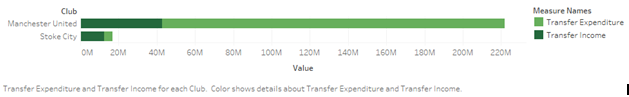 Club
Manchester United
Stoke City
0M 20M 40M 60M 80M 100M 120M 140M 160M 180M 200M 220M
Value
Measure Names
Transfer Expenditure
Transfer Income
Transfer Expenditure and Transfer Income for each Club. Color shows details about Transfer Expenditure and Transfer Income.